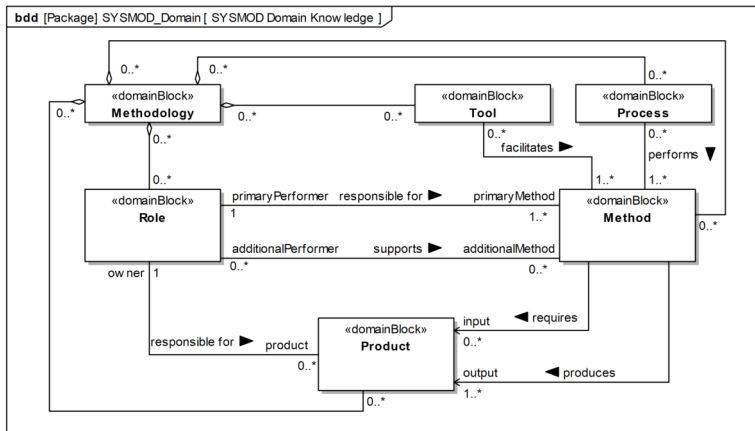 bdd [Package] SYSMOD_Domain [ SYSMOD Domain Knowledge ]
0..* 0..* 0..*
«domainBlock» «domainBlock» «domainBlock»
Methodology Tool Process
0..* 0..* 0..* 0..* 0..*
0..* facilitates performs
0..* 1..* 1..*
«domainBlock» primaryPerformer responsible for primaryMethod «domainBlock»
Role 1 1..* Method
0..*
additionalPerformer supports additionalMethod
owner 1 0..* 0..*
«domainBlock» input requires
Product 0..*
responsible for product
0..* output produces
0..* 1..*